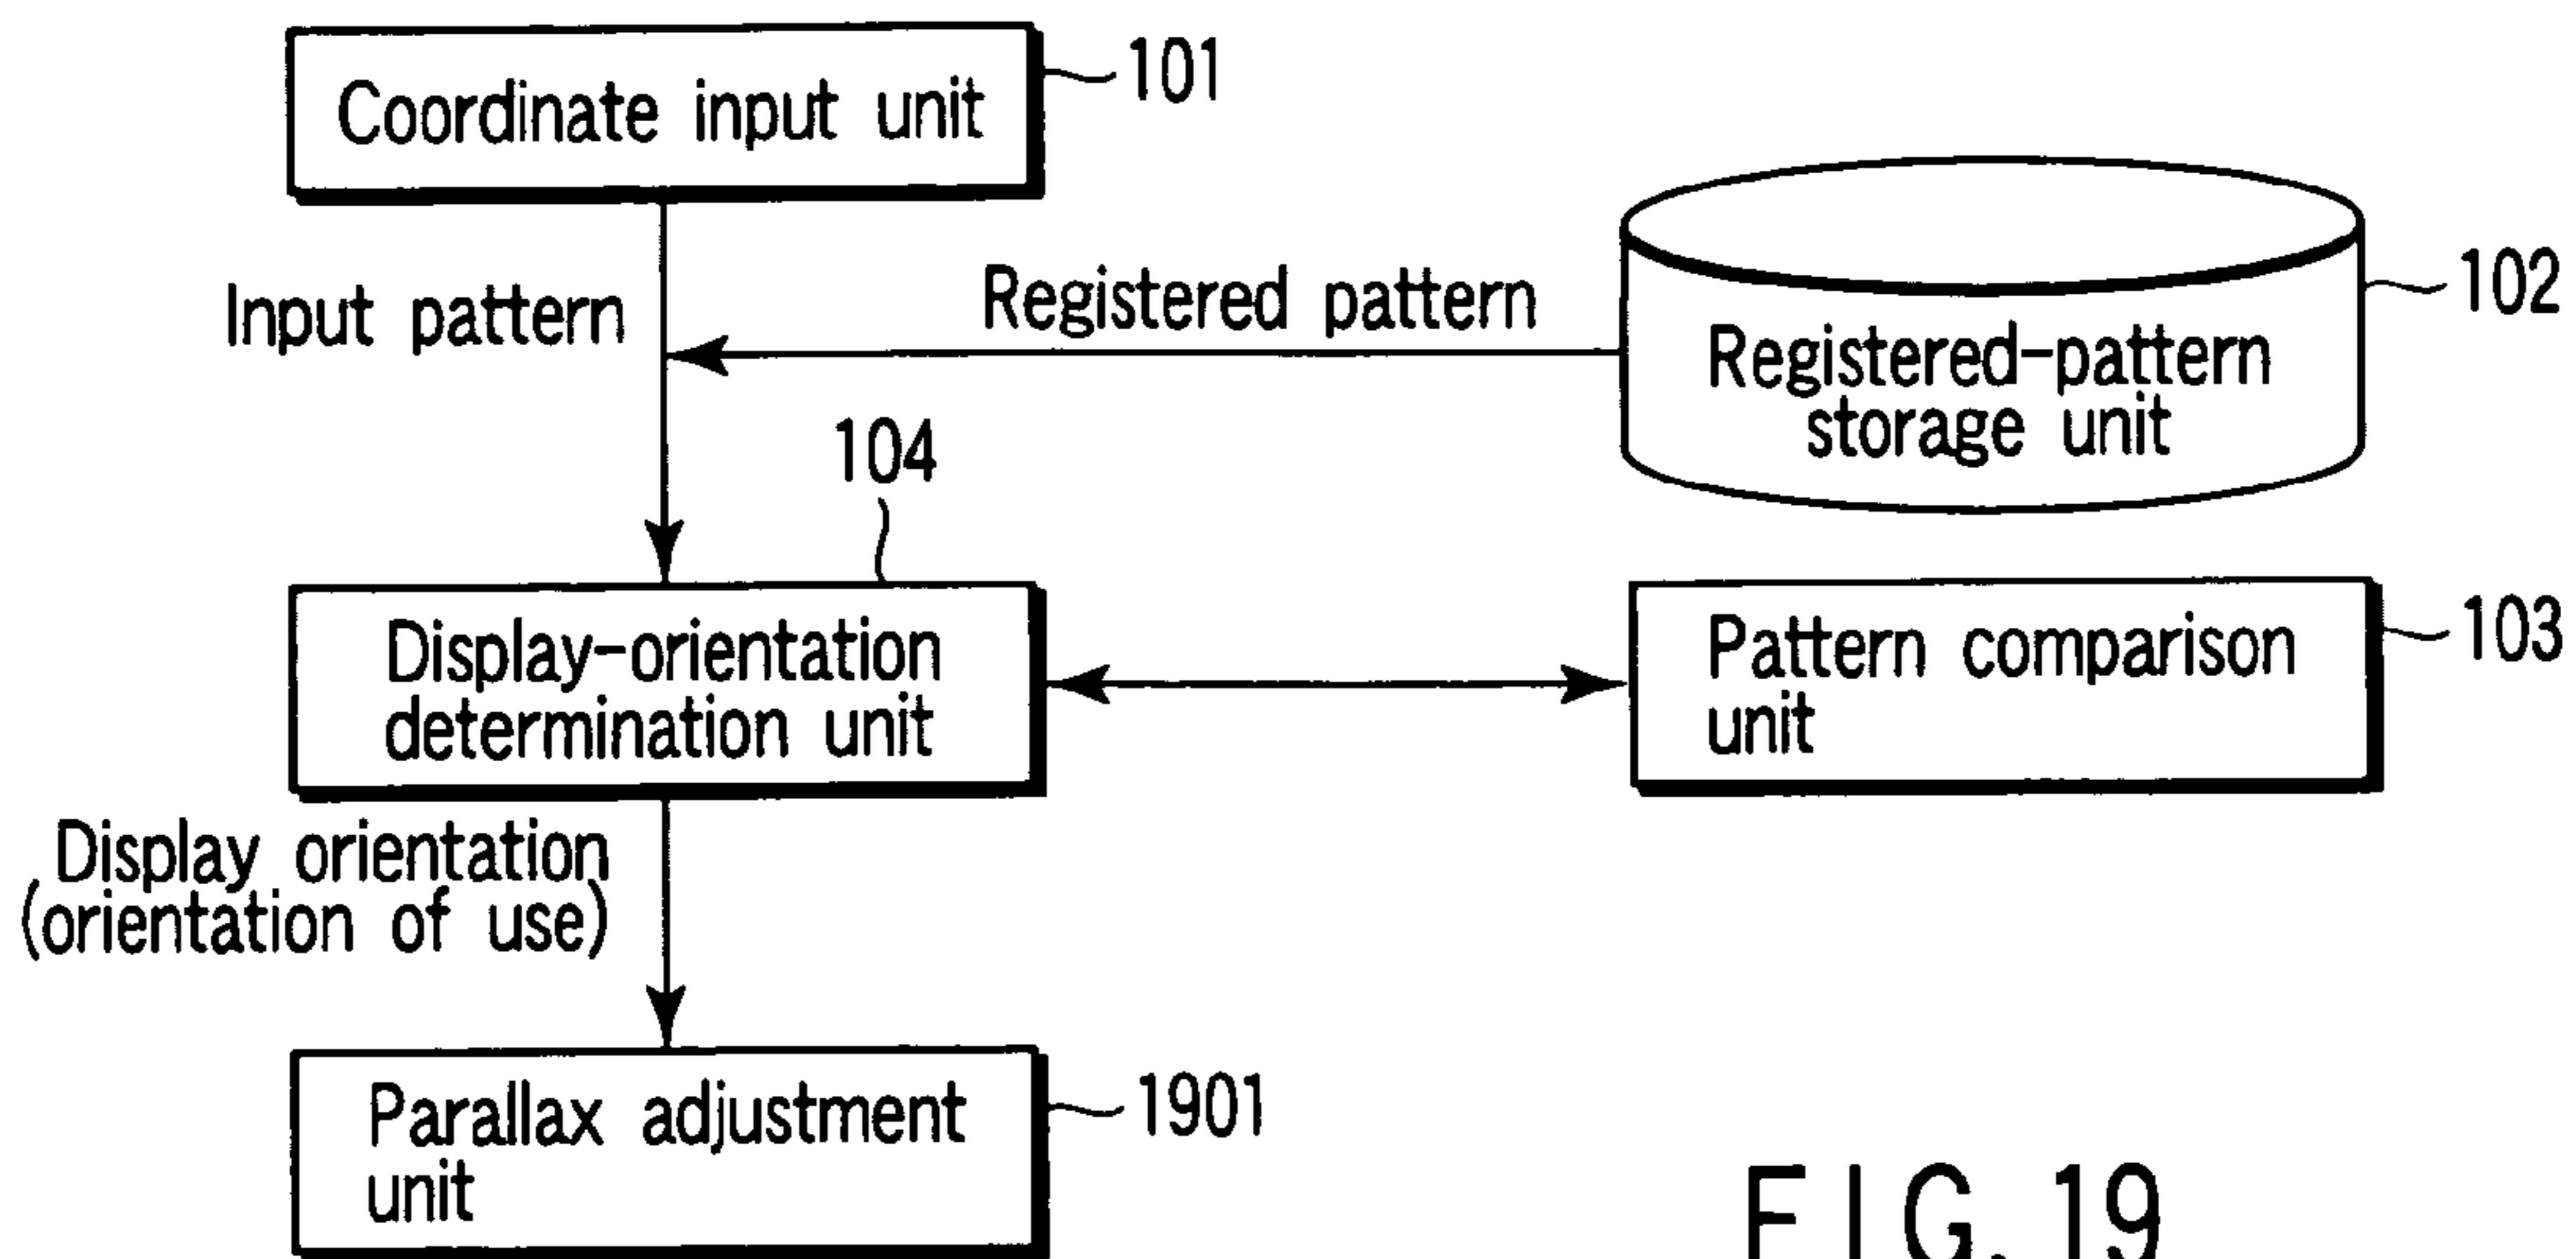 Coordinate input unit
101
Input pattern
Registered pattern
Registered-pattern
storage unit
102
104
Display-orientation
determination unit
Pattern comparison
unit
103
Display orientation
(orientation of use)
Parallax adjustment
unit
1901
FIG. 19